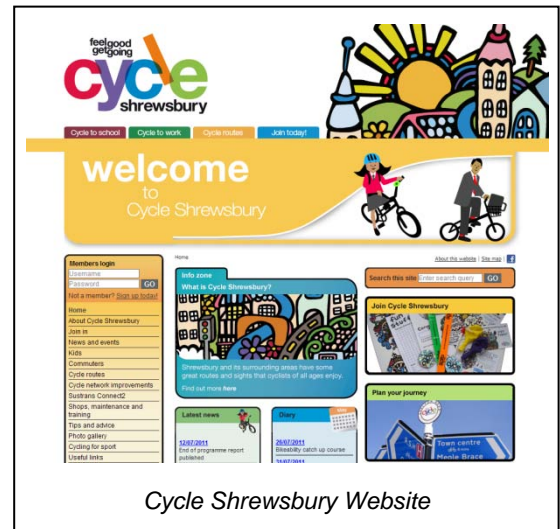 feelgood
getgoing
cycle
shrewsbury
Cycle to school
Cycle to work
Cycle routes
Join today!
welcome
to
Cycle Shrewsbury
Members login
Username
Password
GO
Not a member? Sign up today!
Home
About Cycle Shrewsbury
Join in
News and events
Kids
Commuters
Cycle routes
Cycle network improvements
Sustrans Connect2
Shops, maintenance and
training
Tips and advice
Photo gallery
Cycling for sport
Useful links
Home
Info zone
What is Cycle Shrewsbury?
Shrewsbury and its surrounding areas have some
great routes and sights that cyclists of all ages enjoy.
Find out more here
Latest news
12/07/2011
End of programme report
published
Diary
26/07/2011
Bikeability catch up course
About this website | Site map |
Search this site
Enter search query
GO
Join Cycle Shrewsbury
Plan your journey
Town centre
Meole Brace
Cycle Shrewsbury Website